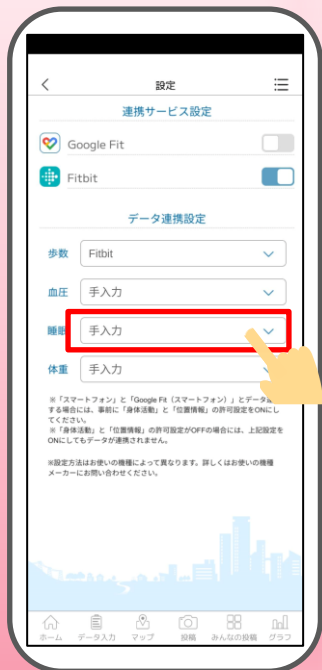 設定
連携サービス設定
Google Fit
Fitbit
データ連携設定
歩数 Fitbit
血圧 手入力
睡眠 手入力
体重 手入力
※「スマートフォン」と「Google Fit（スマートフォン）」とデータ
する場合には、事前に「身体活動」と「位置情報」の許可設定をONにし
てください。
※「身体活動」と「位置情報」の許可設定がOFFの場合には、上記設定を
ONにしてもデータが連携されません。
※設定方法はお使いの機種によって異なります。詳しくはお使いの機種
メーカーにお問い合わせください。
ホーム データ入力 マップ 投稿 みんなの投稿 グラフ